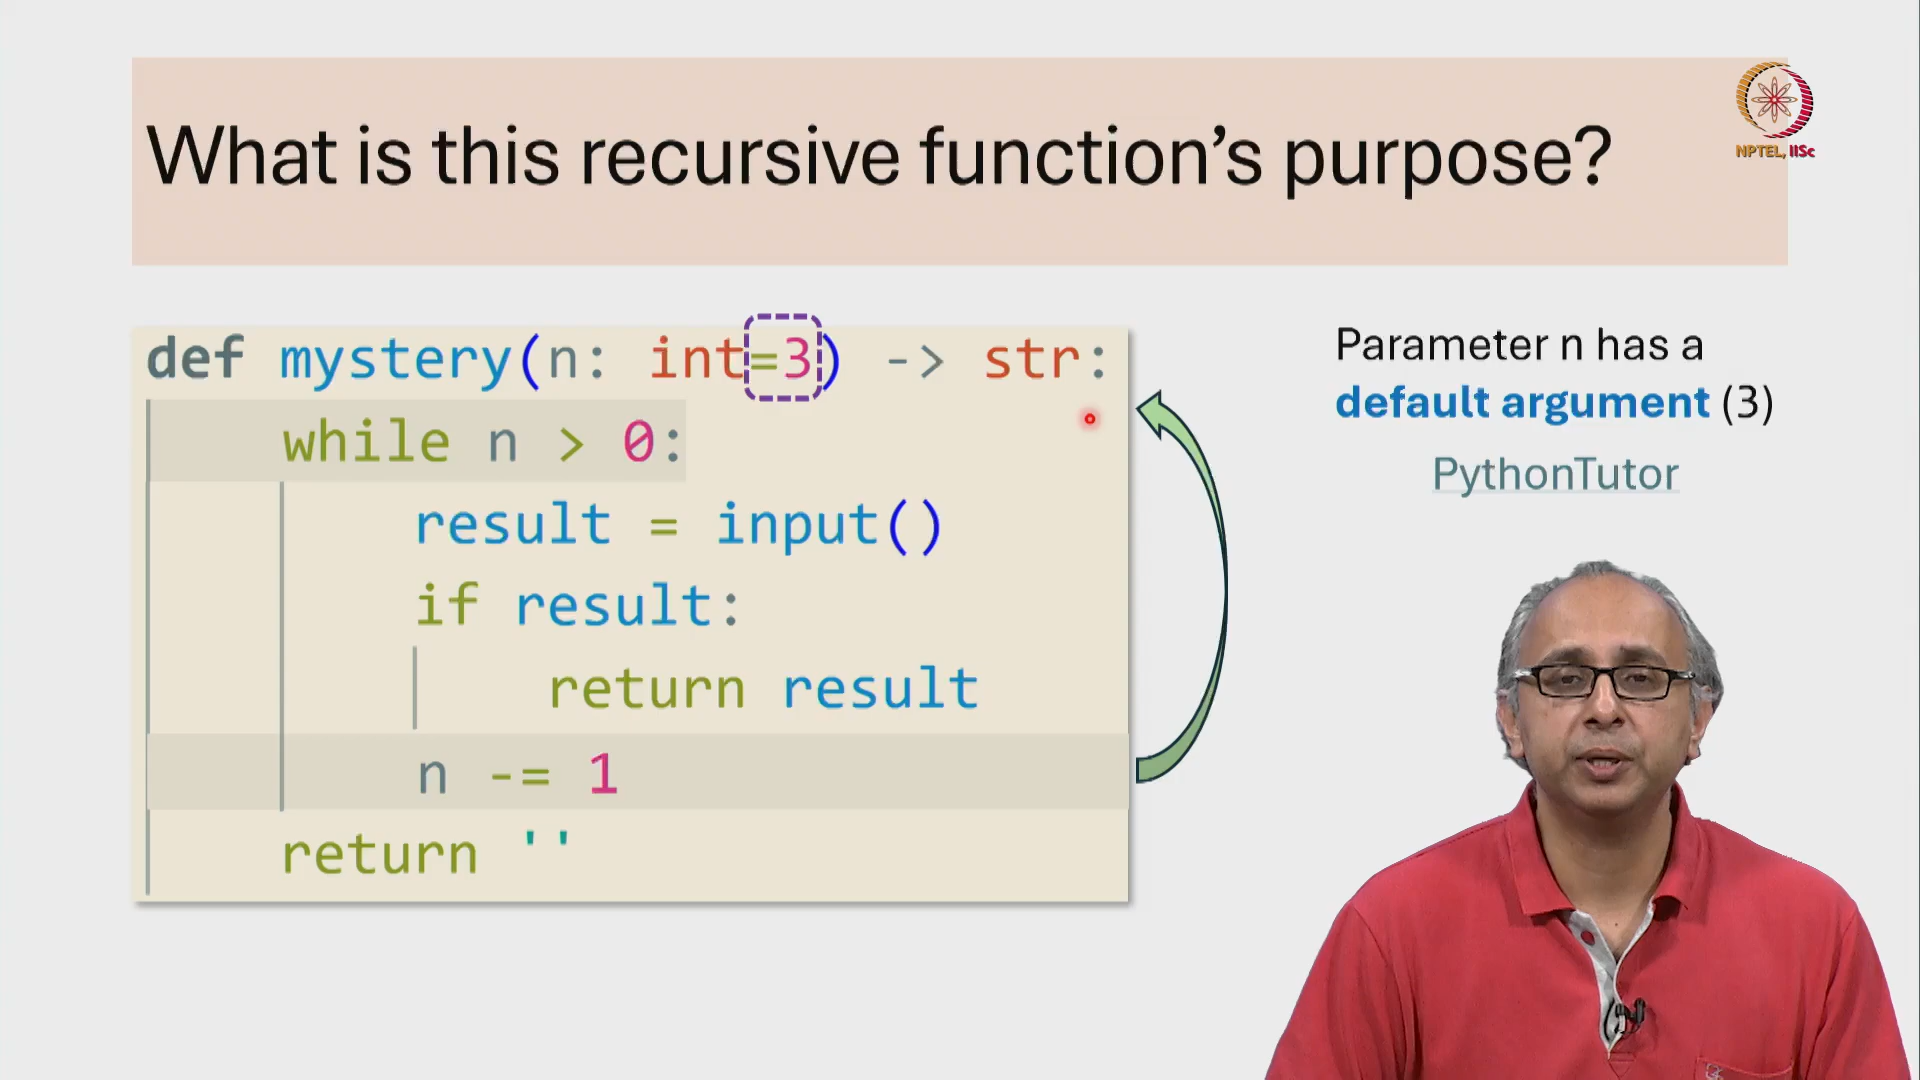 What is this recursive function’s purpose?
NPTEL, IISc
def mystery(n: int=3) -> str:
while n > 0:
result = input()
if result:
return result
n -= 1
return ''
Parameter n has a
default argument (3)
PythonTutor